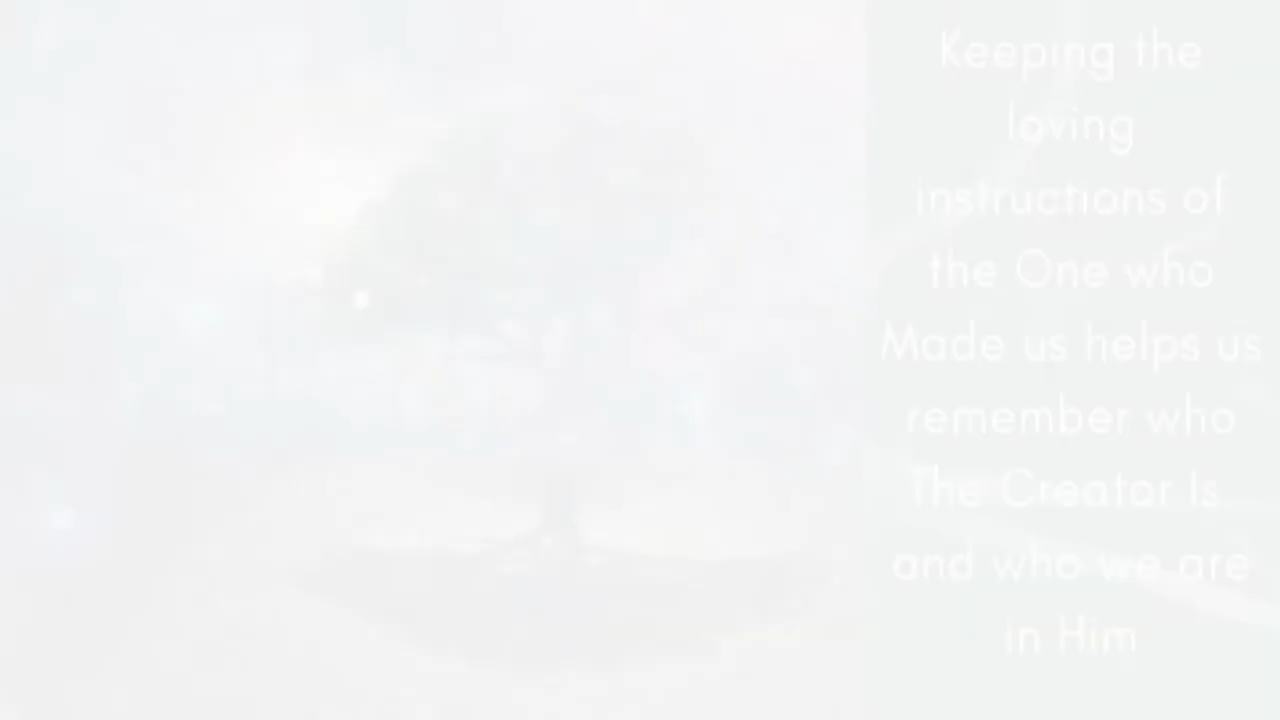 Keeping the
loving
instructions of
the One who
Made us helps us
remember who
The Creator Is
and who we are
in Him